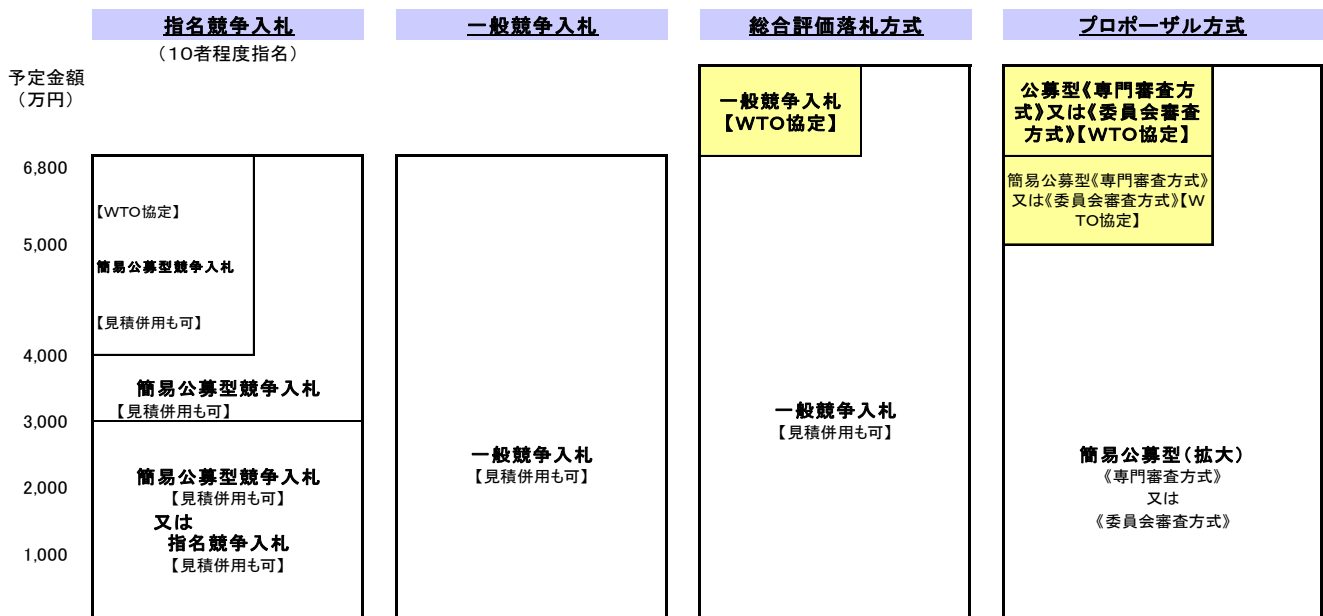 指名競争入札
(10者程度指名)
一般競争入札
総合評価落札方式
プロポーザル方式
予定金額
(万円)
6,800
5,000
4,000
3,000
2,000
1,000
【WTO協定】
簡易公募型競争入札
【見積併用も可】
簡易公募型競争入札
【見積併用も可】
簡易公募型競争入札
【見積併用も可】
又は
指名競争入札
【見積併用も可】
一般競争入札
【見積併用も可】
一般競争入札
【WTO協定】
一般競争入札
【見積併用も可】
公募型《専門審査方
式》又は《委員会審査
方式》【WTO協定】
簡易公募型《専門審査方式》
又は《委員会審査方式》【W
TO協定】
簡易公募型(拡大)
《専門審査方式》
又は
《委員会審査方式》